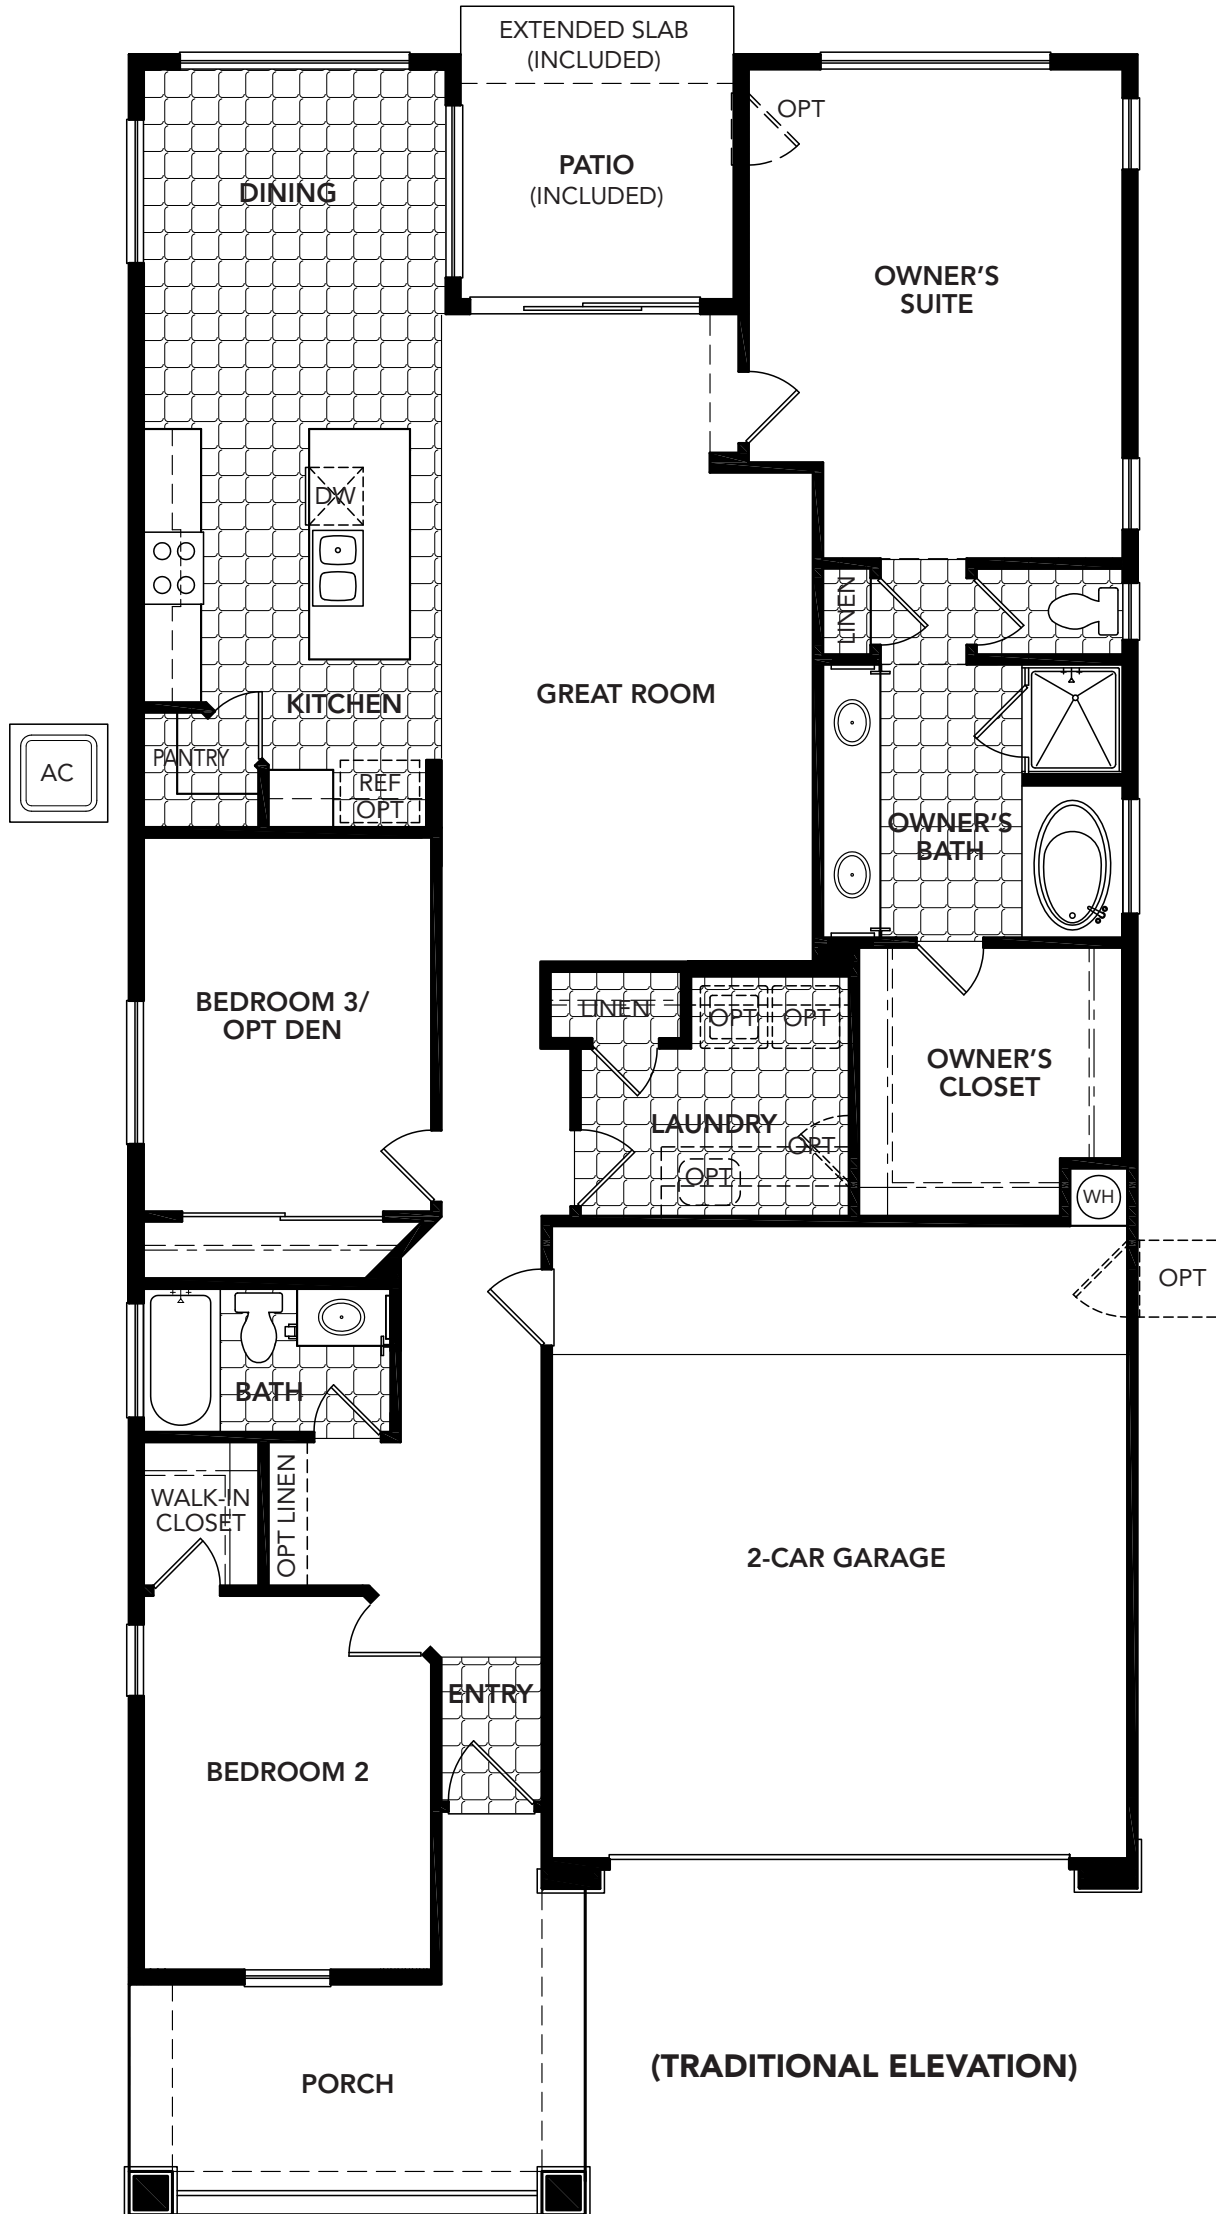 EXTENDED SLAB
(INCLUDED)
OPT
PATIO
(INCLUDED)
DINING
OWNER'S
SUITE
DW
LINEN
GREAT ROOM
KITCHEN
PANTRY
AC
REF
OPT
OWNER'S
BATH
BEDROOM 3/
OPT DEN
LINEN
OPT
OPT
OWNER'S
CLOSET
LAUNDRY
OPT
OPT
WH
OPT
BATH
WALK-IN
CLOSET
OPT LINEN
2-CAR GARAGE
ENTRY
BEDROOM 2
(TRADITIONAL ELEVATION)
PORCH